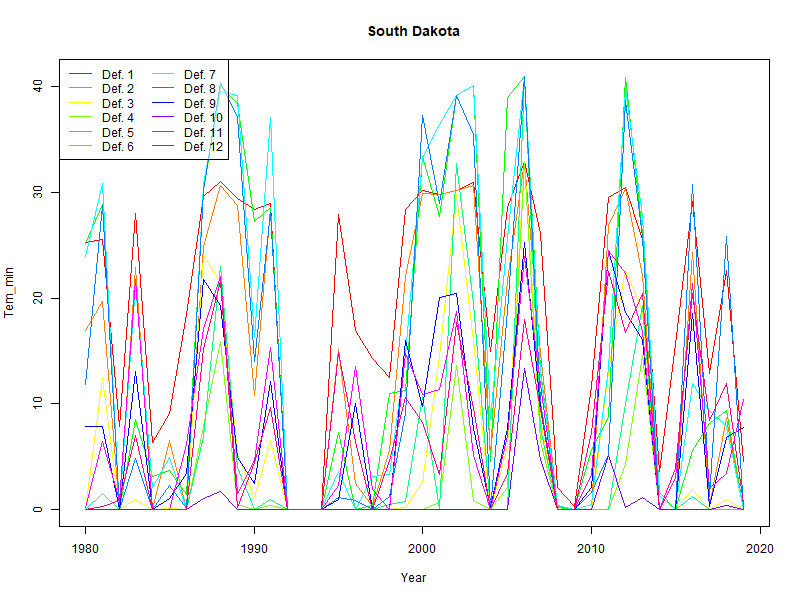 South Dakota
Def. 1 Def. 7
Def. 2 Def. 8
Def. 3 Def. 9
Def. 4 Def. 10
Def. 5 Def. 11
Def. 6 Def. 12
Tem_min
40
30
20
10
0
1980 1990 2000 2010 2020
Year